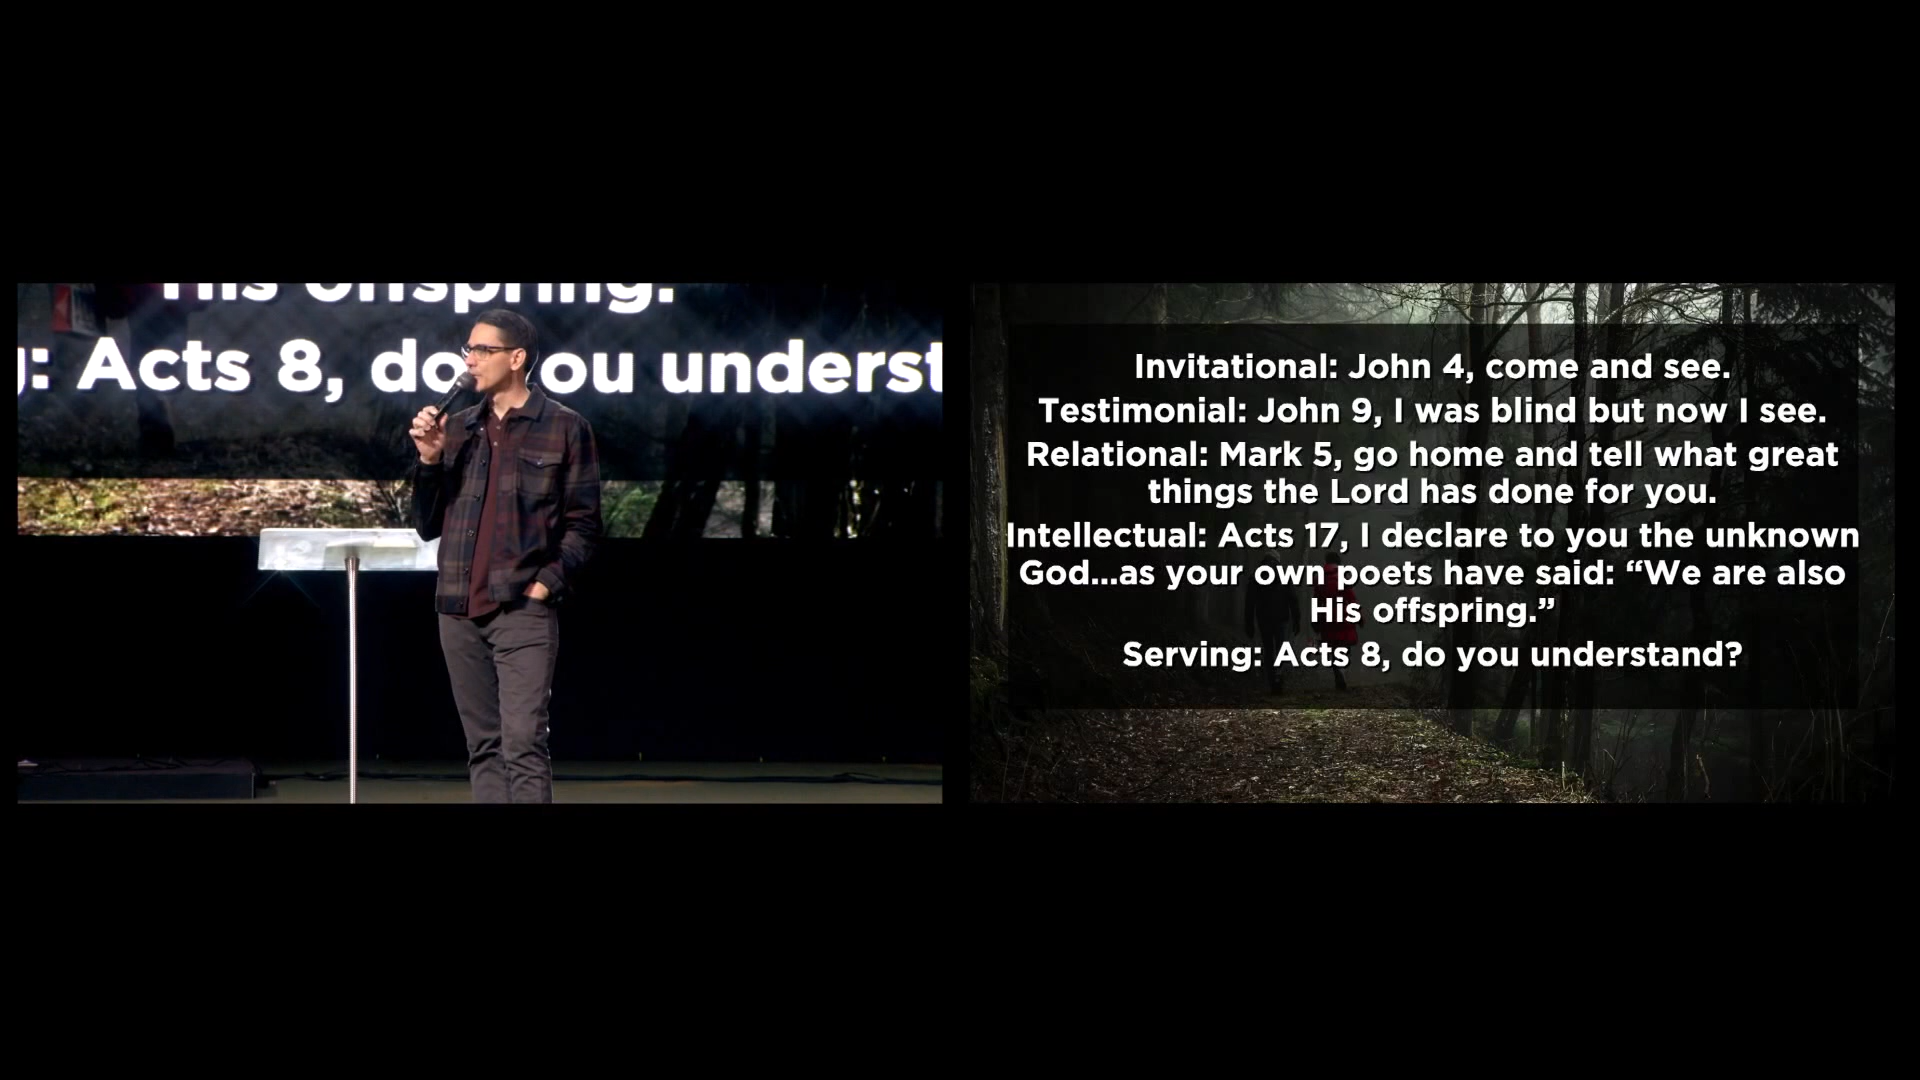 His offspring.
g: Acts 8, do you underst
Invitational: John 4, come and see.
Testimonial: John 9, I was blind but now I see.
Relational: Mark 5, go home and tell what great
things the Lord has done for you.
Intellectual: Acts 17, I declare to you the unknown
God...as your own poets have said: “We are also
His offspring.”
Serving: Acts 8, do you understand?